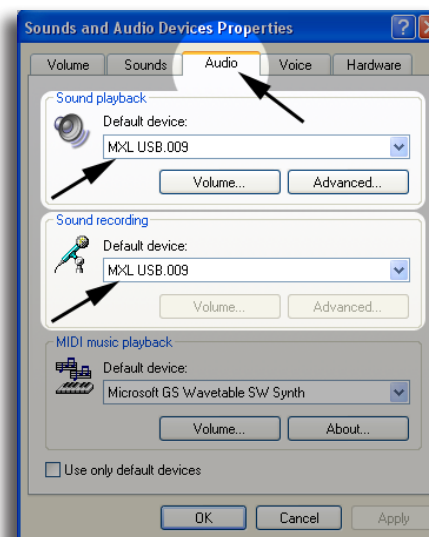 Sounds and Audio Devices Properties
Volume Sounds Audio Voice Hardware
Sound playback
Default device:
MXL USB.009
Volume... Advanced...
Sound recording
Default device:
MXL USB.009
Volume... Advanced...
MIDI music playback
Default device:
Microsoft GS Wavetable SW Synth
Volume... About...
Use only default devices
OK Cancel Apply